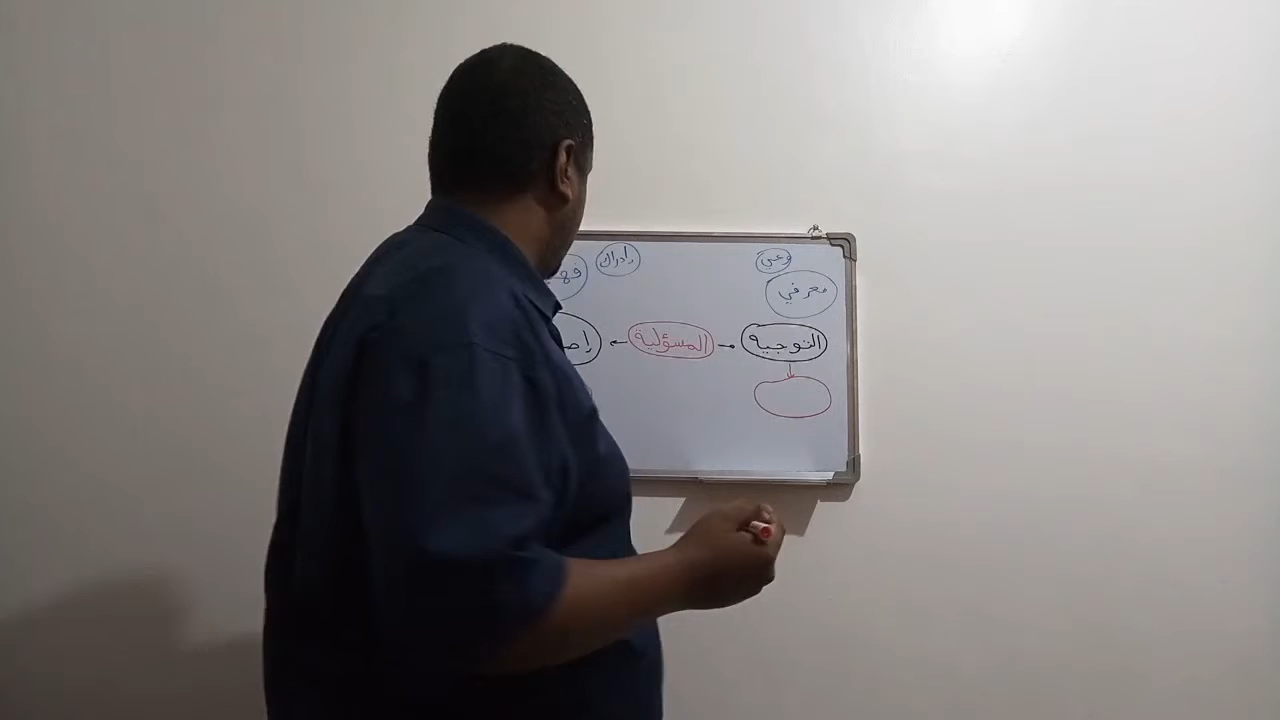 وعي إدراك
معرفي
التوجيه المسؤلية